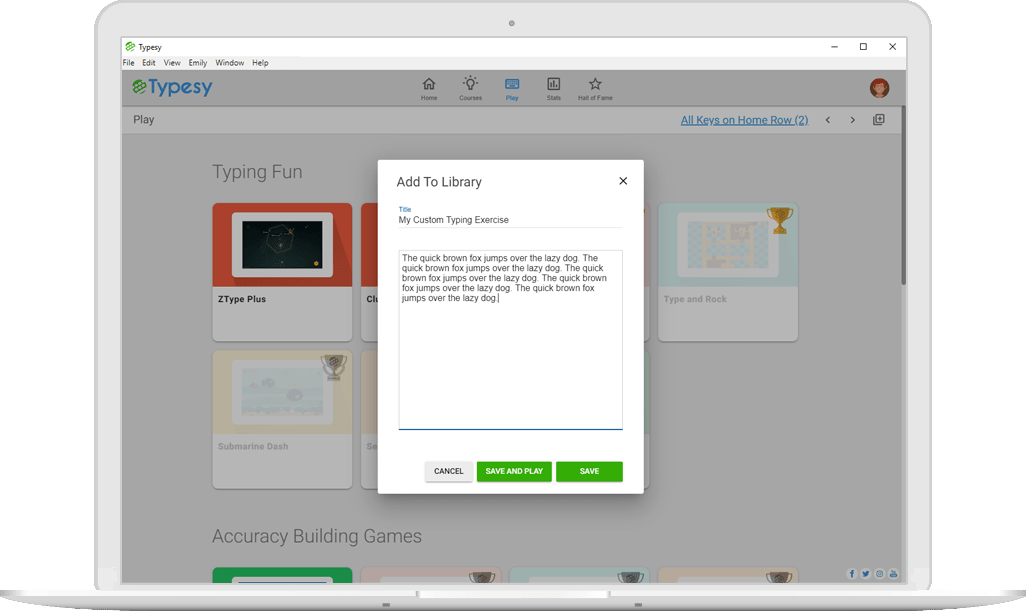 Typesy
File Edit View Emily Window Help
Typesy
Home Courses Play Stats Hall of Fame
Play
All Keys on Home Row (2)
Typing Fun
ZType Plus
Type and Rock
Submarine Dash
Add To Library
Title
My Custom Typing Exercise
The quick brown fox jumps over the lazy dog. The
quick brown fox jumps over the lazy dog. The quick
brown fox jumps over the lazy dog. The quick brown
fox jumps over the lazy dog. The quick brown fox
jumps over the lazy dog.
CANCEL SAVE AND PLAY SAVE
Accuracy Building Games